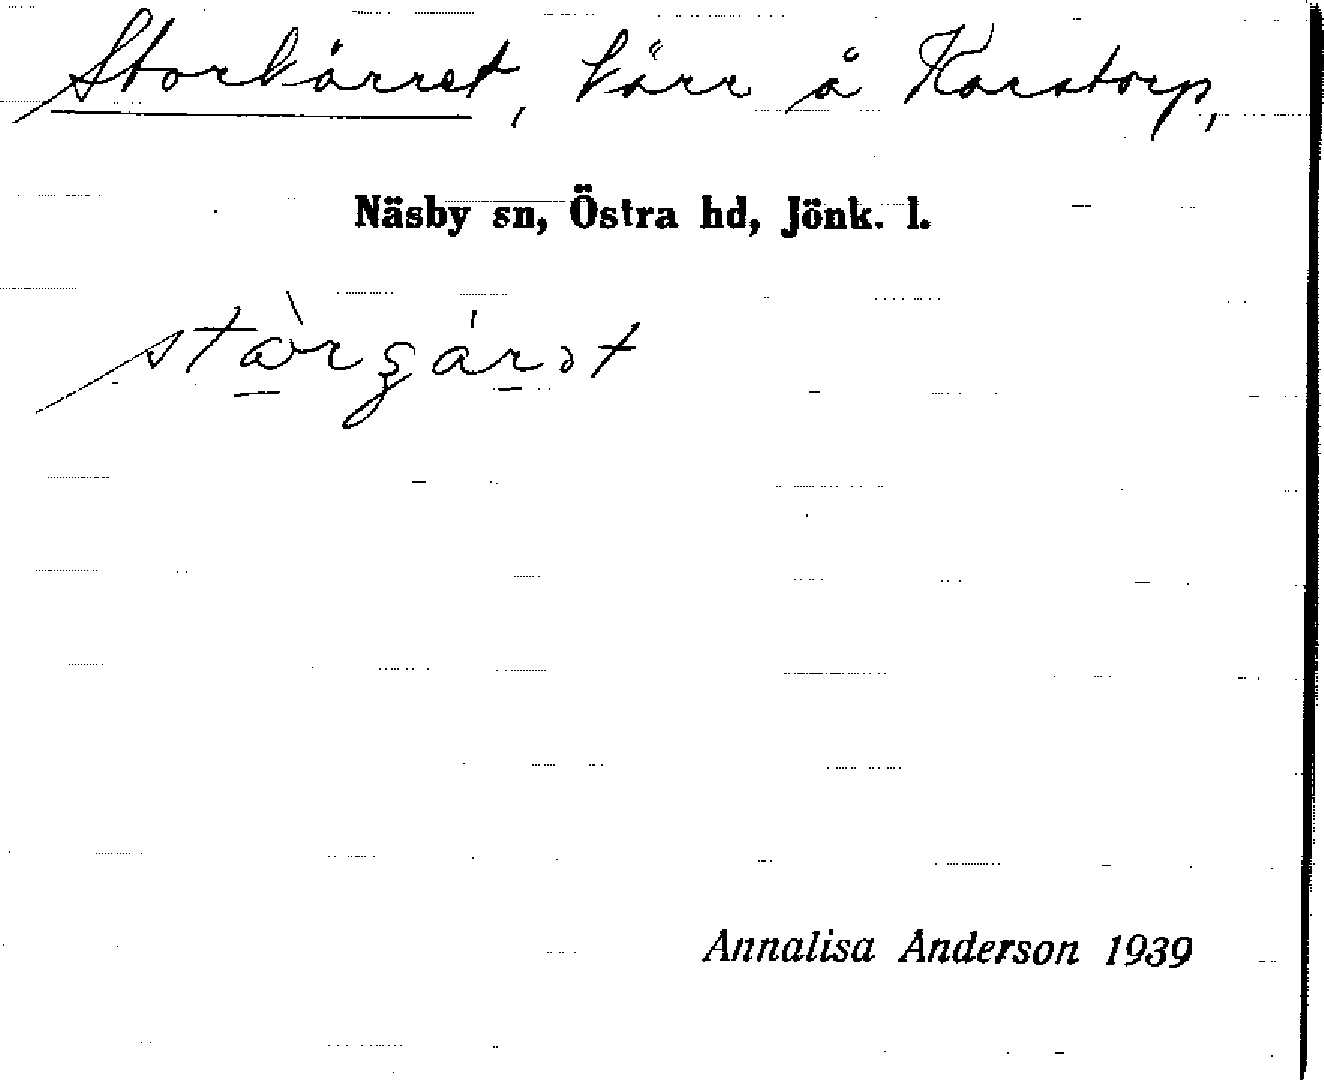 Storkärret, kärr å Karstorp,
Näsby sn, Östra hd, Jönk. l.
Annalisa Anderson 1939